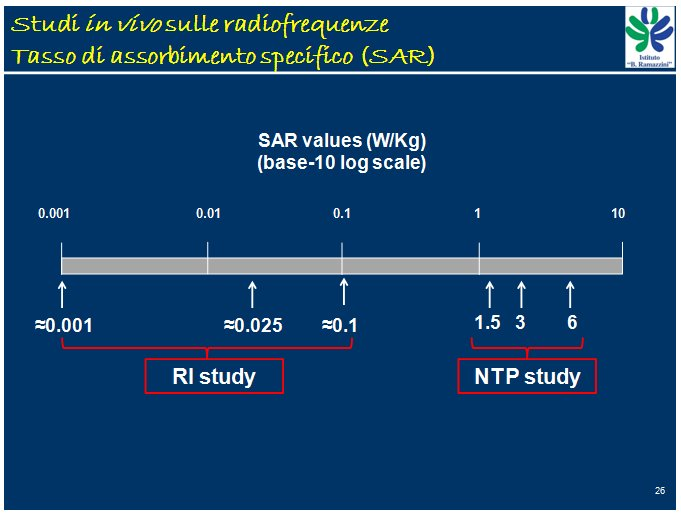 Studi in vivo sulle radiofrequenze
Tasso di assorbimento specifico (SAR)
Istituto
"B. Ramazzini"
SAR values (W/Kg)
(base-10 log scale)
0.001 0.01 0.1 1 10
≈0.001 ≈0.025 ≈0.1 1.5 3 6
RI study NTP study
26